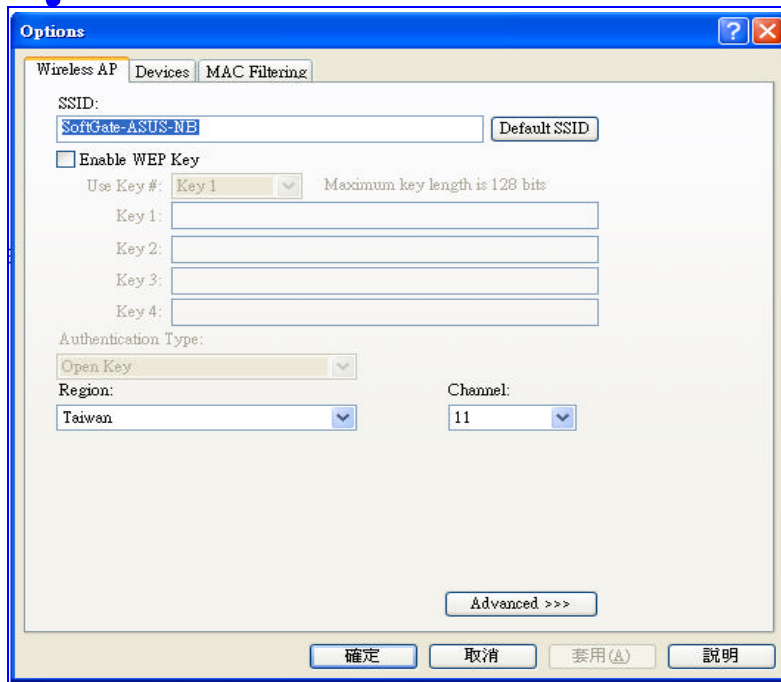 Options
Wireless AP Devices MAC Filtering
SSID:
SoftGate-ASUS-NB Default SSID
Enable WEP Key
Use Key #: Key 1 Maximum key length is 128 bits
Key 1:
Key 2:
Key 3:
Key 4:
Authentication Type:
Open Key
Region: Channel:
Taiwan 11
Advanced >>>
確定 取消 套用(A) 說明